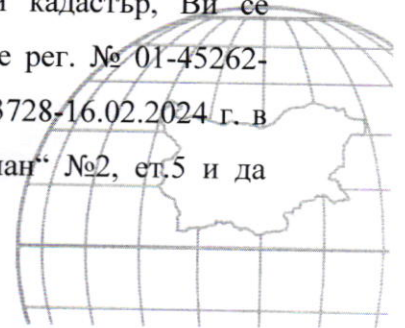 кадастър, Ви се
рег. № 01-45262-
3728-16.02.2024 г. в
№2, ет.5 и да